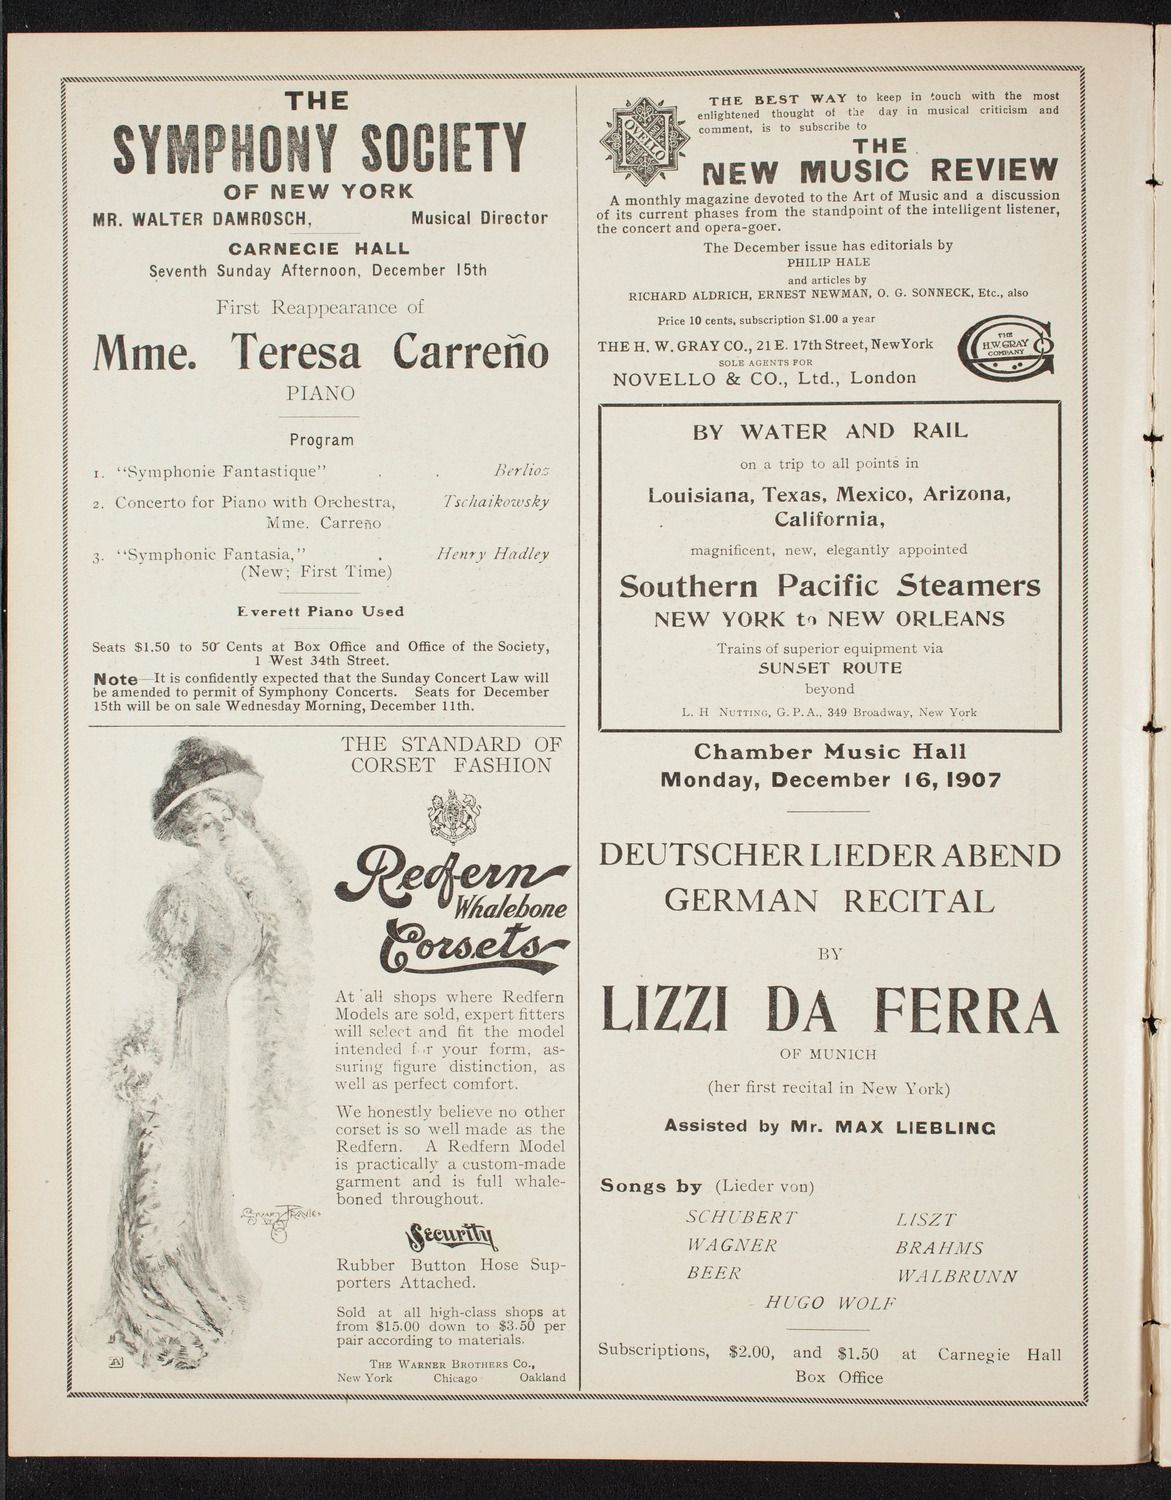 THE
SYMPHONY SOCIETY
OF NEW YORK
MR. WALTER DAMROSCH, Musical Director
CARNEGIE HALL
Seventh Sunday Afternoon, December 15th
First Reappearance of
Mme. Teresa Carreño
PIANO
Program
1. "Symphonie Fantastique" . . Berlioz
2. Concerto for Piano with Orchestra, Tschaikowsky
Mme. Carreño
3. "Symphonic Fantasia," . Henry Hadley
(New; First Time)
Everett Piano Used
Seats $1.50 to 50 Cents at Box Office and Office of the Society,
1 West 34th Street.
Note—It is confidently expected that the Sunday Concert Law will
be amended to permit of Symphony Concerts. Seats for December
15th will be on sale Wednesday Morning, December 11th.
THE STANDARD OF
CORSET FASHION
Redfern
Whalebone
Corsets
At all shops where Redfern
Models are sold, expert fitters
will select and fit the model
intended f r your form, as-
suring figure distinction, as
well as perfect comfort.
We honestly believe no other
corset is so well made as the
Redfern. A Redfern Model
is practically a custom-made
garment and is full whale-
boned throughout.
Security
Rubber Button Hose Sup-
porters Attached.
Sold at all high-class shops at
from $15.00 down to $3.50 per
pair according to materials.
THE WARNER BROTHERS CO.,
New York Chicago Oakland
NOVELLO
THE BEST WAY to keep in touch with the most
enlightened thought of the day in musical criticism and
comment, is to subscribe to
THE
NEW MUSIC REVIEW
A monthly magazine devoted to the Art of Music and a discussion
of its current phases from the standpoint of the intelligent listener,
the concert and opera-goer.
The December issue has editorials by
PHILIP HALE
and articles by
RICHARD ALDRICH, ERNEST NEWMAN, O. G. SONNECK, Etc., also
Price 10 cents, subscription $1.00 a year
THE H. W. GRAY CO., 21 E. 17th Street, New York
SOLE AGENTS FOR
NOVELLO & CO., Ltd., London
THE
H.W. GRAY
COMPANY
BY WATER AND RAIL
on a trip to all points in
Louisiana, Texas, Mexico, Arizona,
California,
magnificent, new, elegantly appointed
Southern Pacific Steamers
NEW YORK to NEW ORLEANS
Trains of superior equipment via
SUNSET ROUTE
beyond
L. H NUTTING, G. P. A., 349 Broadway, New York
Chamber Music Hall
Monday, December 16, 1907
DEUTSCHER LIEDER ABEND
GERMAN RECITAL
BY
LIZZI DA FERRA
OF MUNICH
(her first recital in New York)
Assisted by Mr. MAX LIEBLING
Songs by (Lieder von)
SCHUBERT LISZT
WAGNER BRAHMS
BEER WALBRUNN
HUGO WOLF
Subscriptions, $2.00, and $1.50 at Carnegie Hall
Box Office